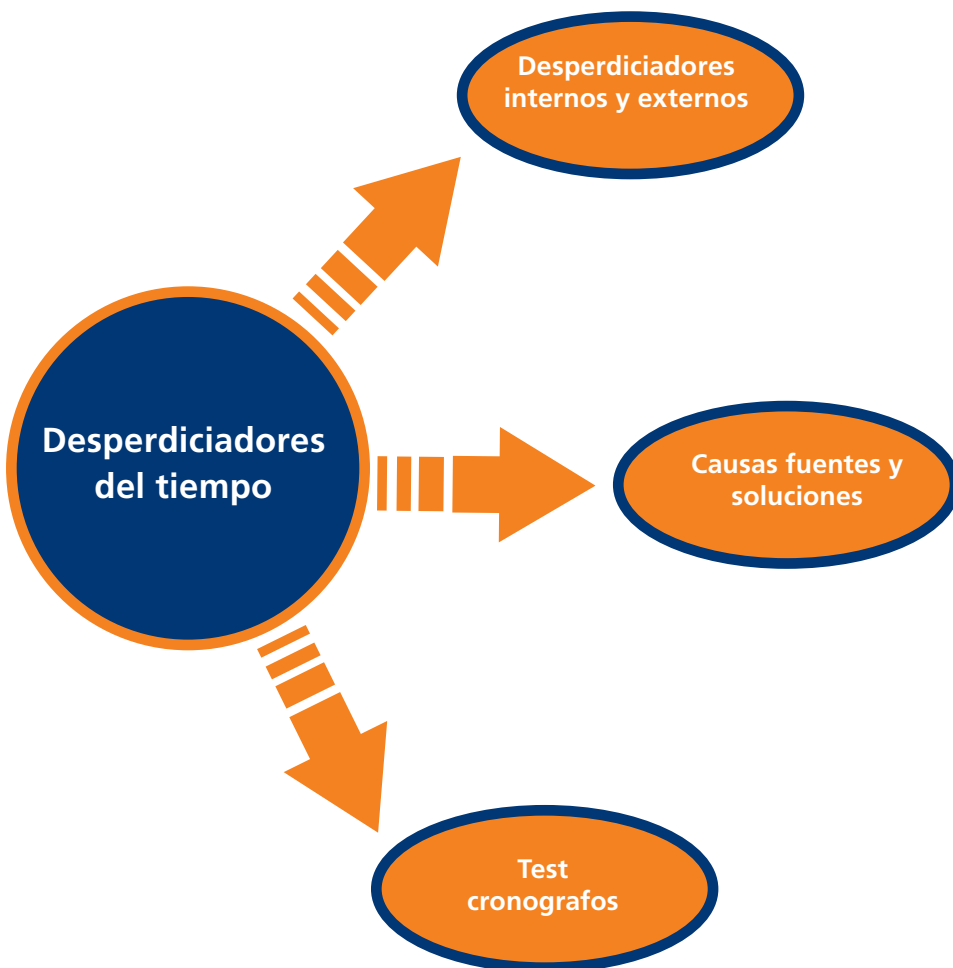 Desperdiciadores
internos y externos
Desperdiciadores
del tiempo
Causas fuentes y
soluciones
Test
cronografos